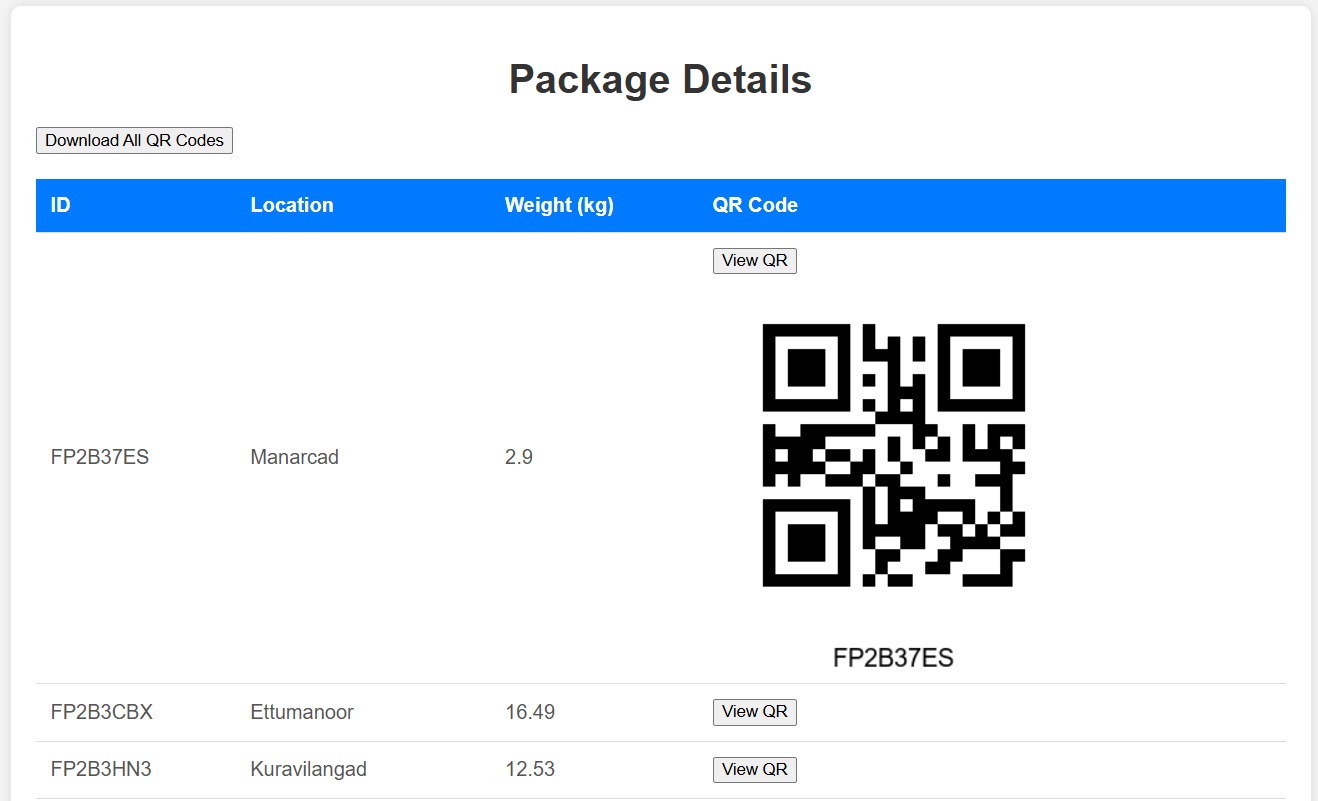 Package Details
Download All QR Codes
ID Location Weight (kg) QR Code
View QR
FP2B37ES Manarcad 2.9
FP2B37ES
FP2B3CBX Ettumanoor 16.49 View QR
FP2B3HN3 Kuravilangad 12.53 View QR